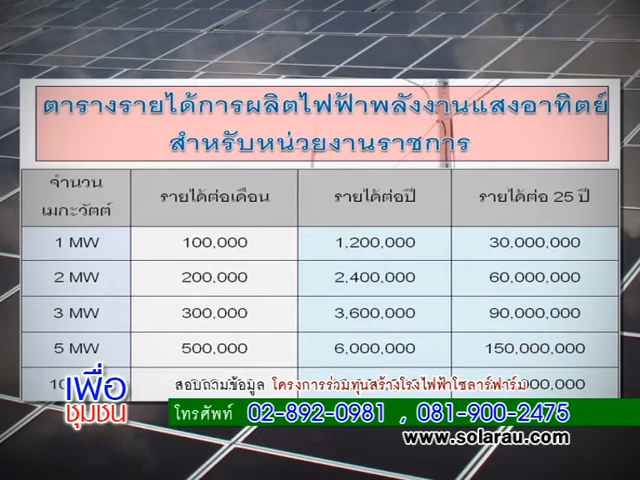 ตารางรายได้การผลิตไฟฟ้าพลังงานแสงอาทิตย์
สำหรับหน่วยงานราชการ
จำนวน เมกะวัตต์ รายได้ต่อเดือน รายได้ต่อปี รายได้ต่อ 25 ปี
1 MW 100,000 1,200,000 30,000,000
2 MW 200,000 2,400,000 60,000,000
3 MW 300,000 3,600,000 90,000,000
5 MW 500,000 6,000,000 150,000,000
เพื่อ
ชุมชน
สอบถามข้อมูล โครงการร่วมทุนสร้างโรงไฟฟ้าโซลาร์ฟาร์ม
โทรศัพท์ 02-892-0981 , 081-900-2475
www.solarau.com